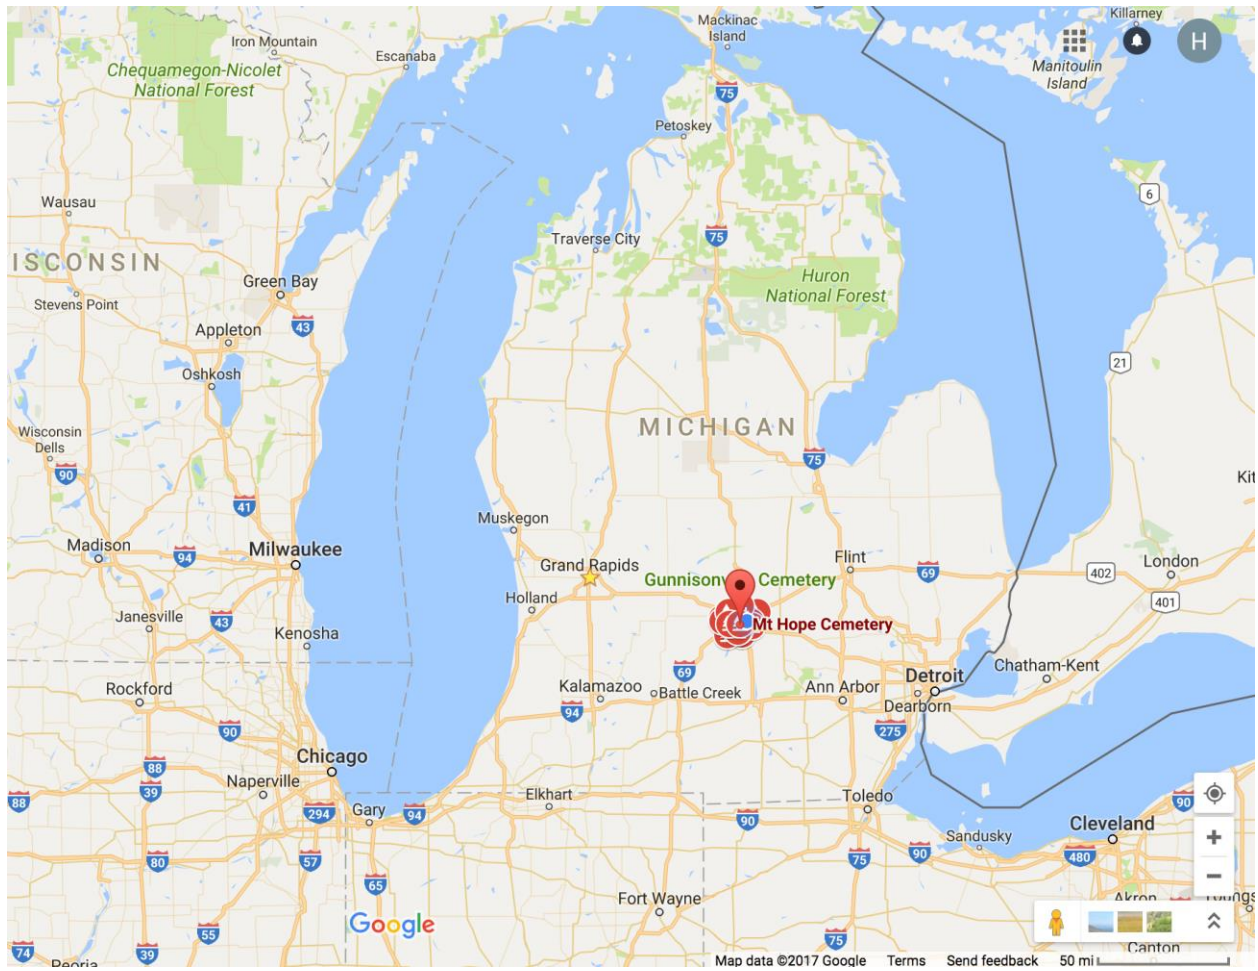 Mackinac
Island
Killarney
Iron Mountain
Escanaba
H
Chequamegon-Nicolet
National Forest
Manitoulin
Island
75
Petoskey
6
Wausau
Traverse City
75
ISCONSIN
Green Bay
Huron
National Forest
Stevens Point
43
Appleton
21
Oshkosh
MICHIGAN
Wisconsin
Dells
75
90
41
Kit
Muskegon
Madison
94
Milwaukee
Flint
London
Grand Rapids
69
402
Gunnisonv
Cemetery
401
Holland
Janesville
43
Kenosha
Mt Hope Cemetery
Chatham-Kent
69
Rockford
Kalamazoo
Battle Creek
Ann Arbor
Detroit
Dearborn
94
90
275
Chicago
88
Naperville
39
Elkhart
Toledo
88
294
Gary
94
90
90
Sandusky
Cleveland
80
57
75
90
480
65
Fort Wayne
Akron
Youngs
Google
55
75
74
39
Canton
Peoria
Map data ©2017 Google Terms Send feedback 50 mi